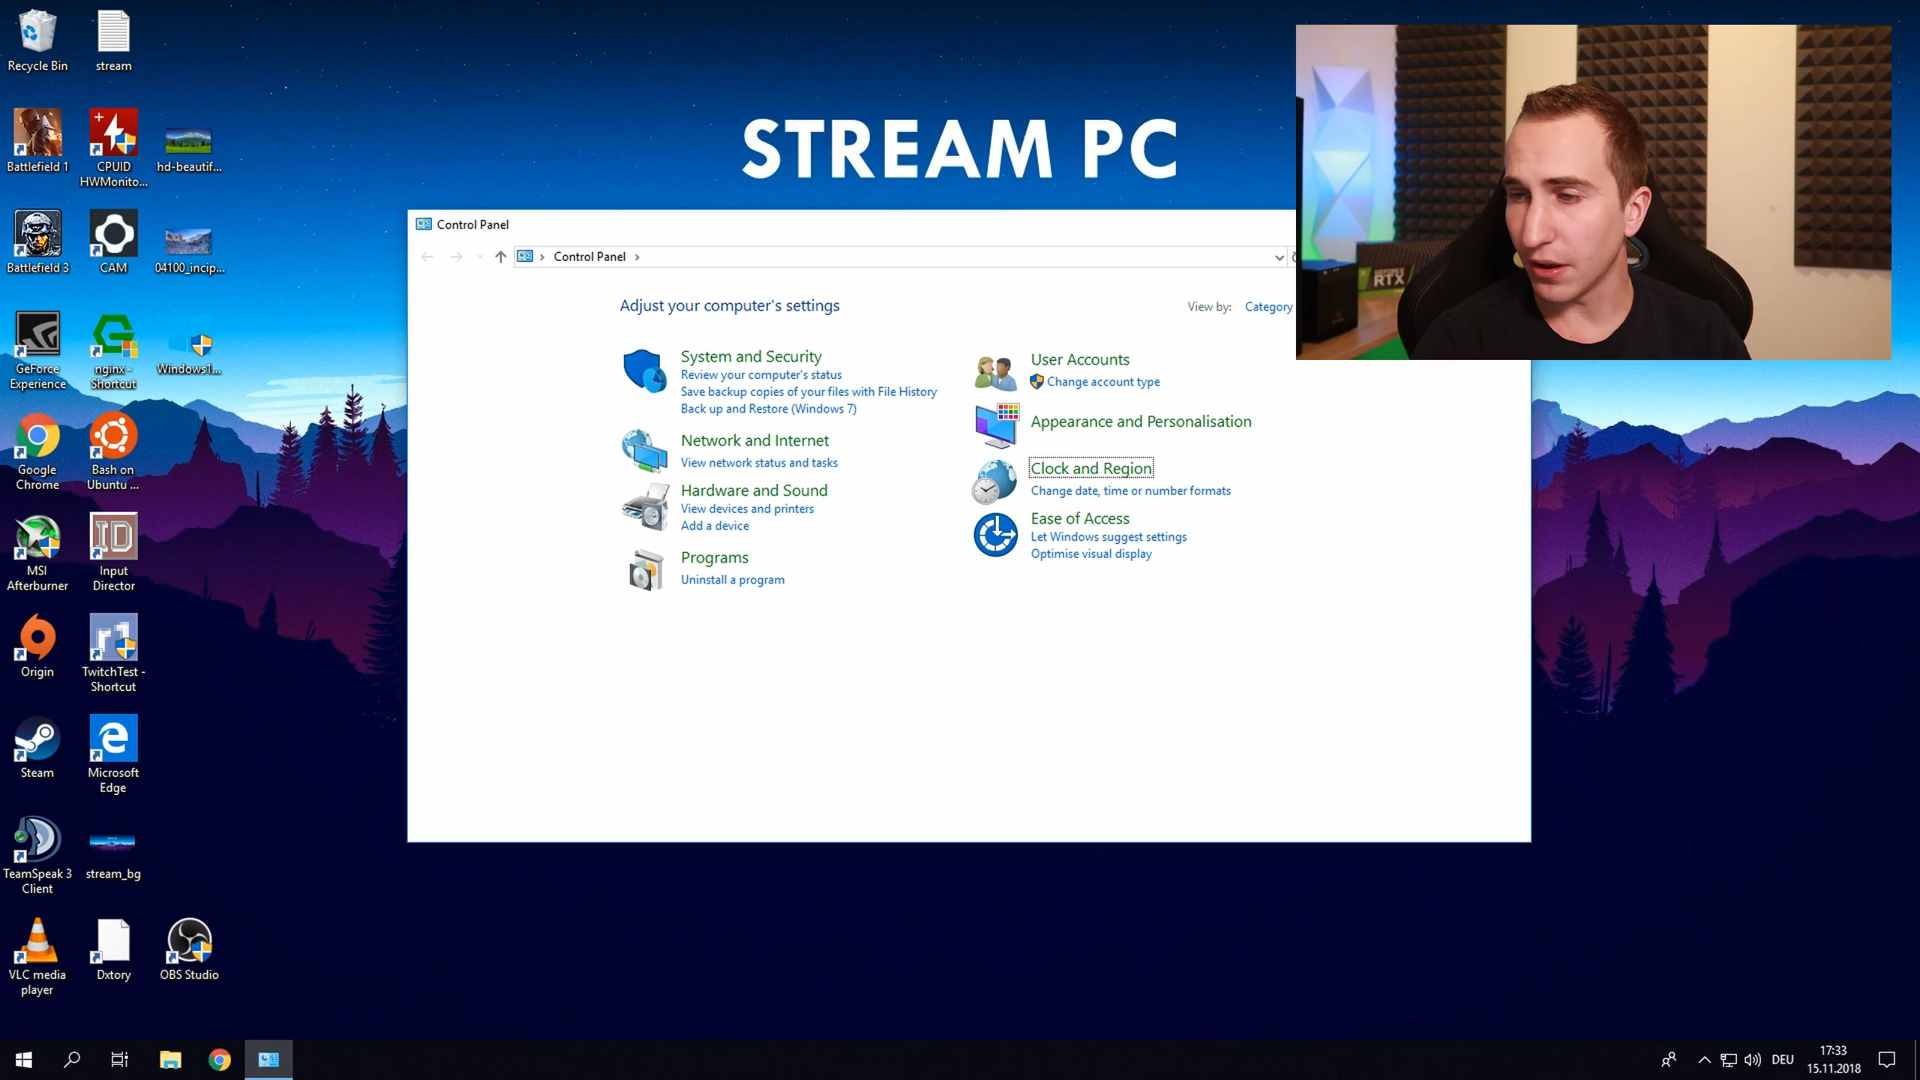 Recycle Bin
stream
Battlefield 1
CPUID
HWMonito...
hd-beautif...
Battlefield 3
CAM
04100_incip...
GeForce
Experience
nginx -
Shortcut
Windows1...
Google
Chrome
Bash on
Ubuntu ...
MSI
Afterburner
ID
Input
Director
Origin
TwitchTest -
Shortcut
Steam
Microsoft
Edge
TeamSpeak 3
Client
stream_bg
VLC media
player
Dxtory
OBS Studio
STREAM PC
Control Panel
Control Panel
Adjust your computer's settings
View by:
Category
System and Security
Review your computer's status
Save backup copies of your files with File History
Back up and Restore (Windows 7)
Network and Internet
View network status and tasks
Hardware and Sound
View devices and printers
Add a device
Programs
Uninstall a program
User Accounts
Change account type
Appearance and Personalisation
Clock and Region
Change date, time or number formats
Ease of Access
Let Windows suggest settings
Optimise visual display
GEFORCE
RTX
DEU
17:33
15.11.2018